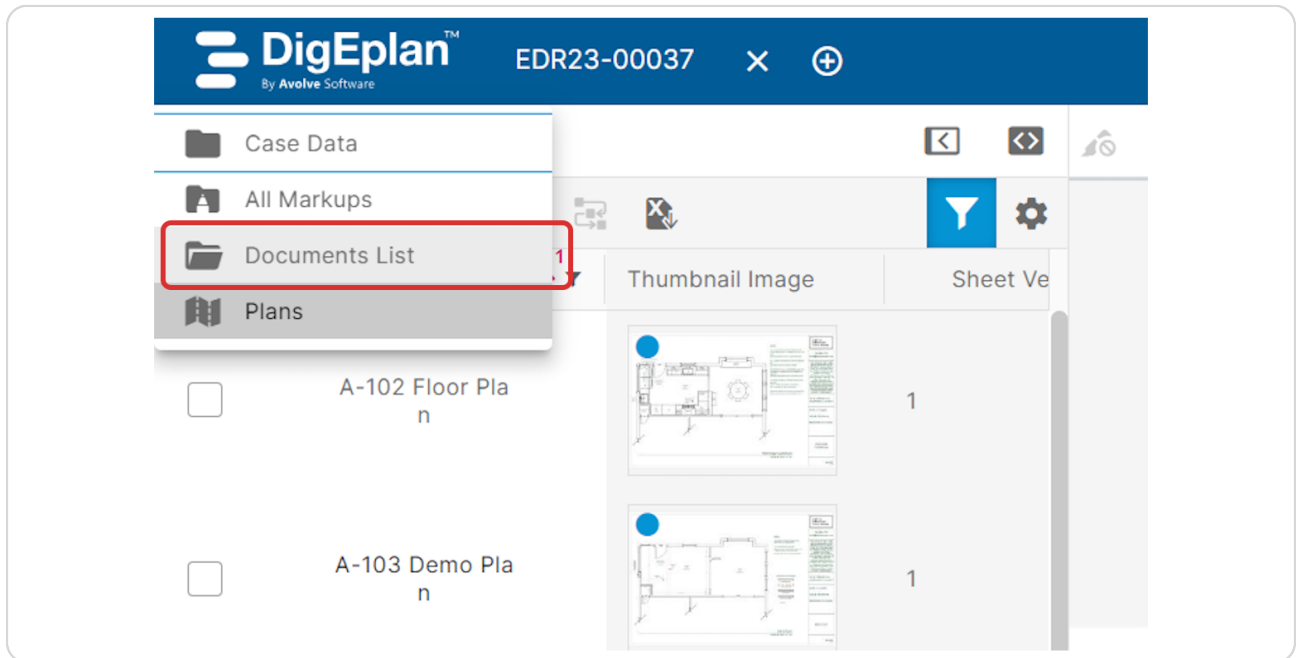 DigEplan™
By Avolve Software
EDR23-00037
Case Data
All Markups
Documents List
1
Plans
Thumbnail Image
Sheet Ve
A-102 Floor Pla
n
1
A-103 Demo Pla
n
1